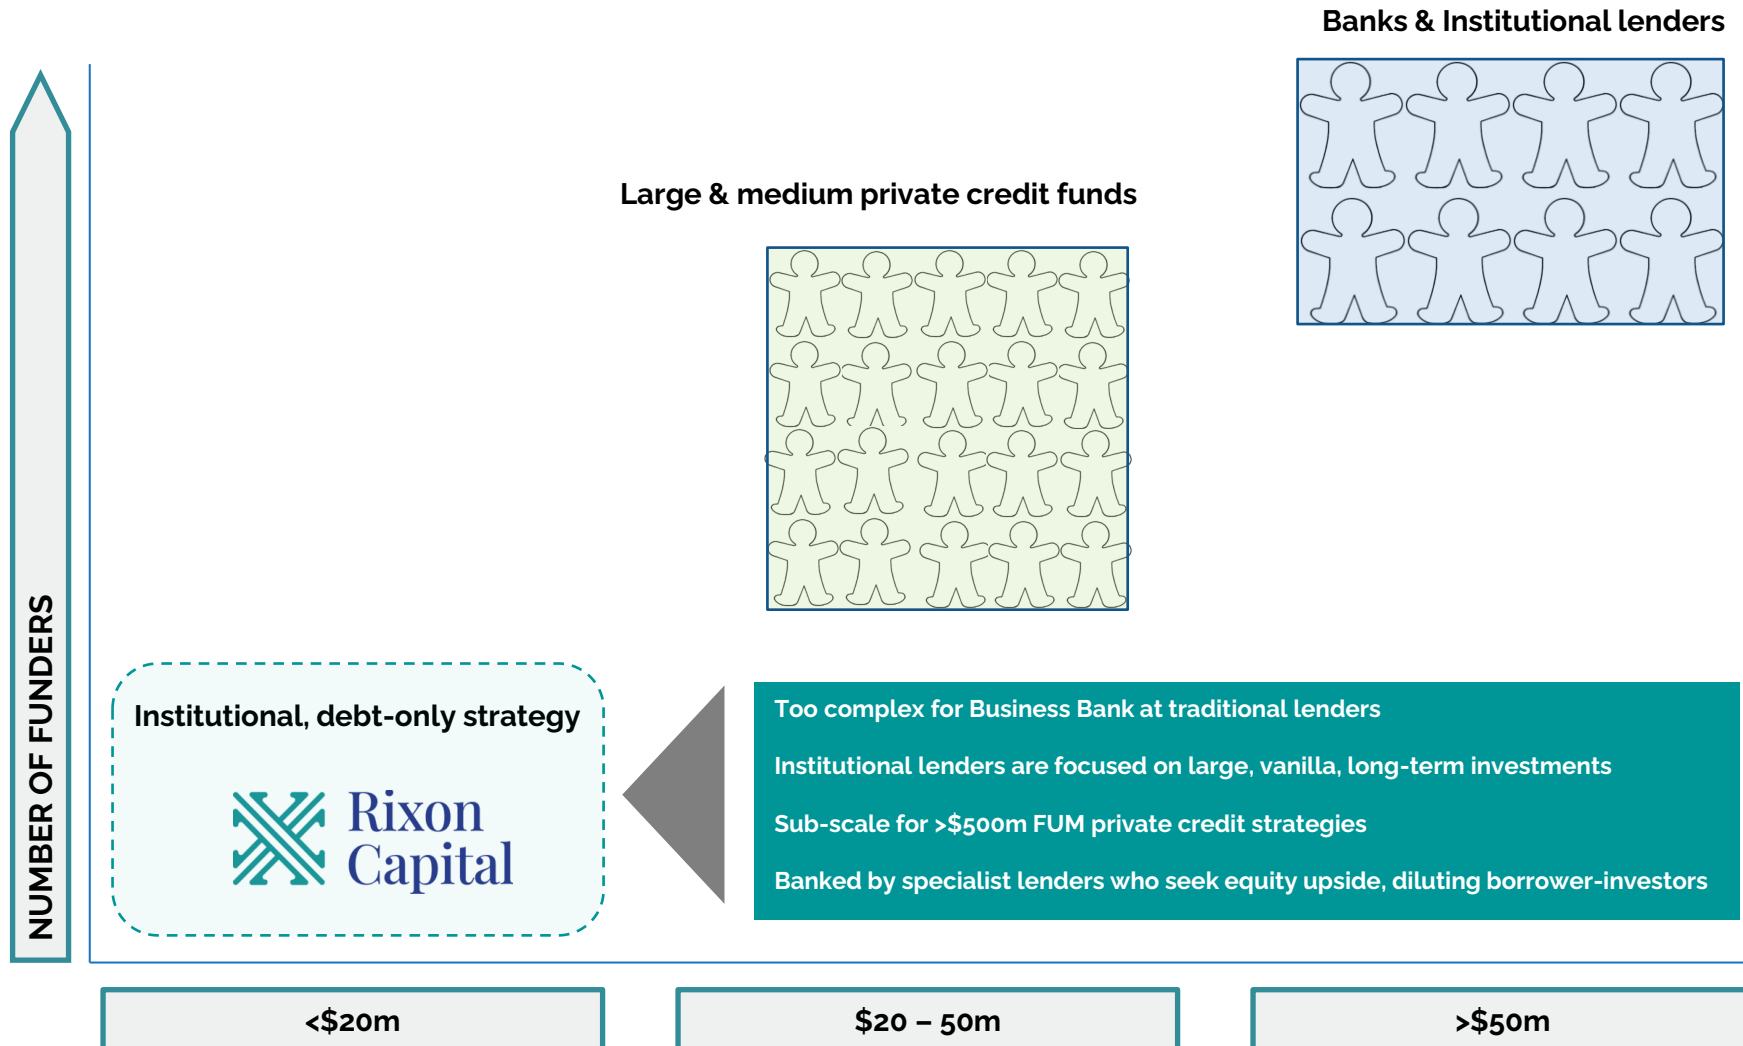 Banks & Institutional lenders
Large & medium private credit funds
NUMBER OF FUNDERS
Institutional, debt-only strategy
Rixon
Capital
Too complex for Business Bank at traditional lenders
Institutional lenders are focused on large, vanilla, long-term investments
Sub-scale for >$500m FUM private credit strategies
Banked by specialist lenders who seek equity upside, diluting borrower-investors
<$20m
$20 – 50m
>$50m